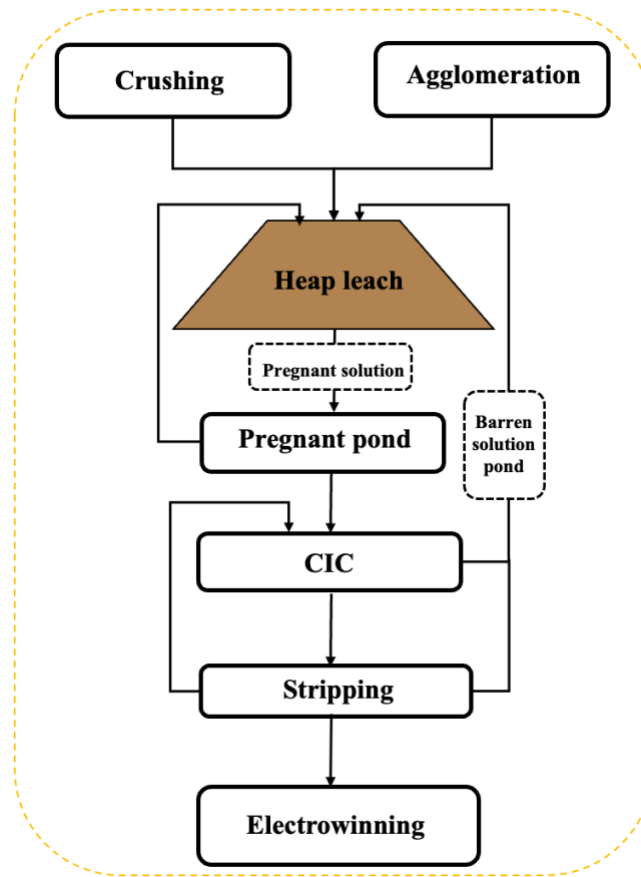 Crushing
Agglomeration
Heap leach
Pregnant solution
Pregnant pond
Barren
solution
pond
CIC
Stripping
Electrowinning